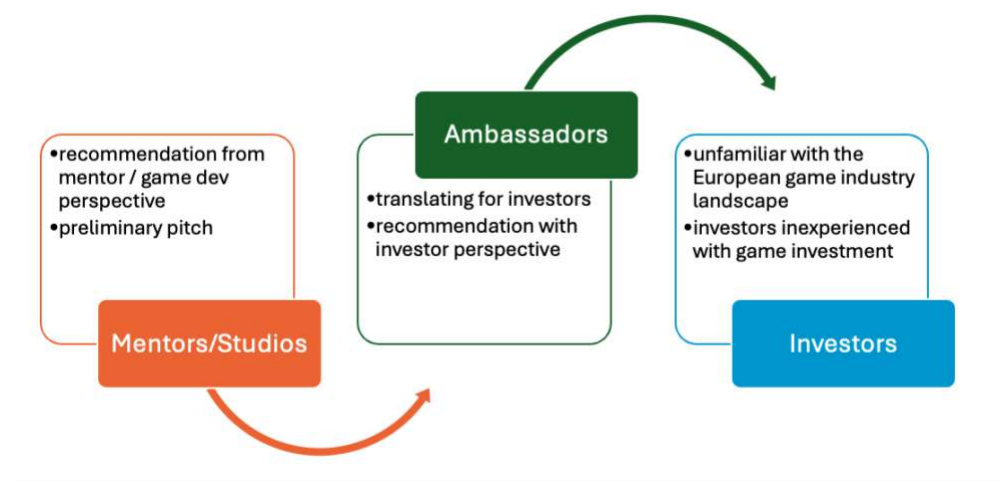 •recommendation from
mentor / game dev
perspective
•preliminary pitch
Mentors/Studios
Ambassadors
•translating for investors
•recommendation with
investor perspective
•unfamiliar with the
European game industry
landscape
•investors inexperienced
with game investment
Investors